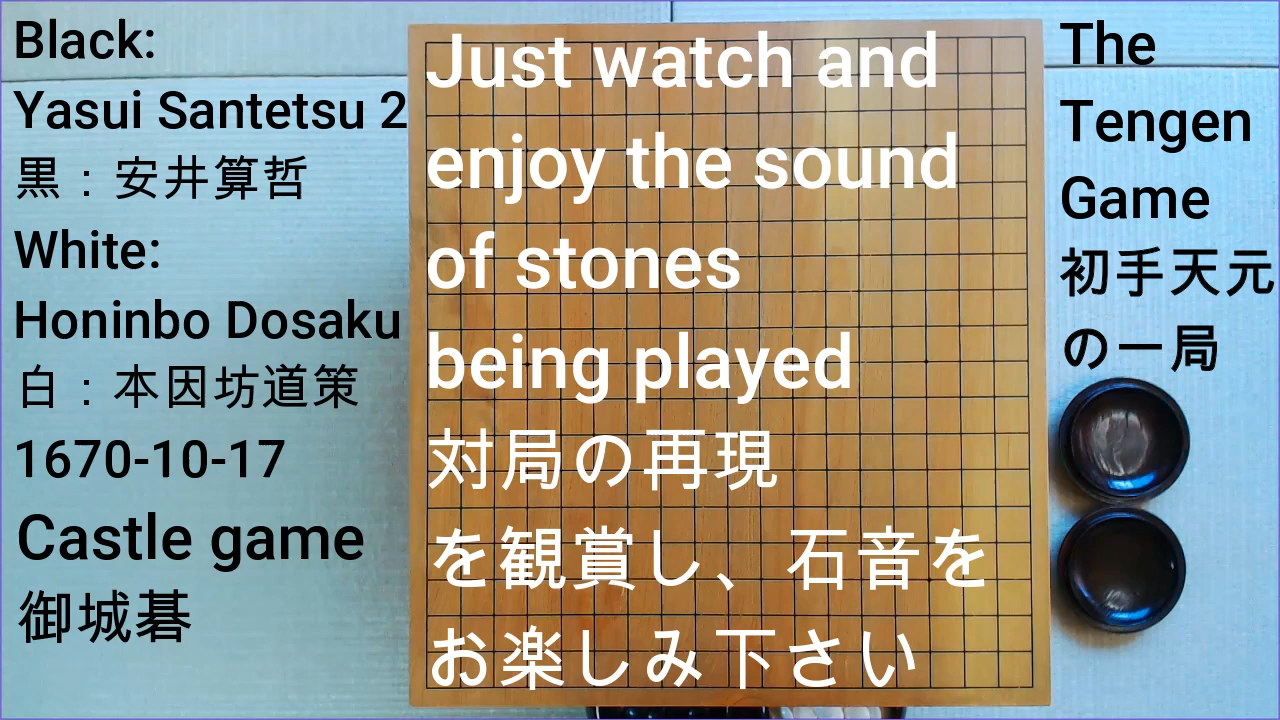 Black:
Yasui Santetsu 2
黒：安井算哲
White:
Honinbo Dosaku
白：本因坊道策
1670-10-17
Castle game
御城碁
Just watch and
enjoy the sound
of stones
being played
対局の再現
を観賞し、石音を
お楽しみ下さい
The
Tengen
Game
初手天元
の一局